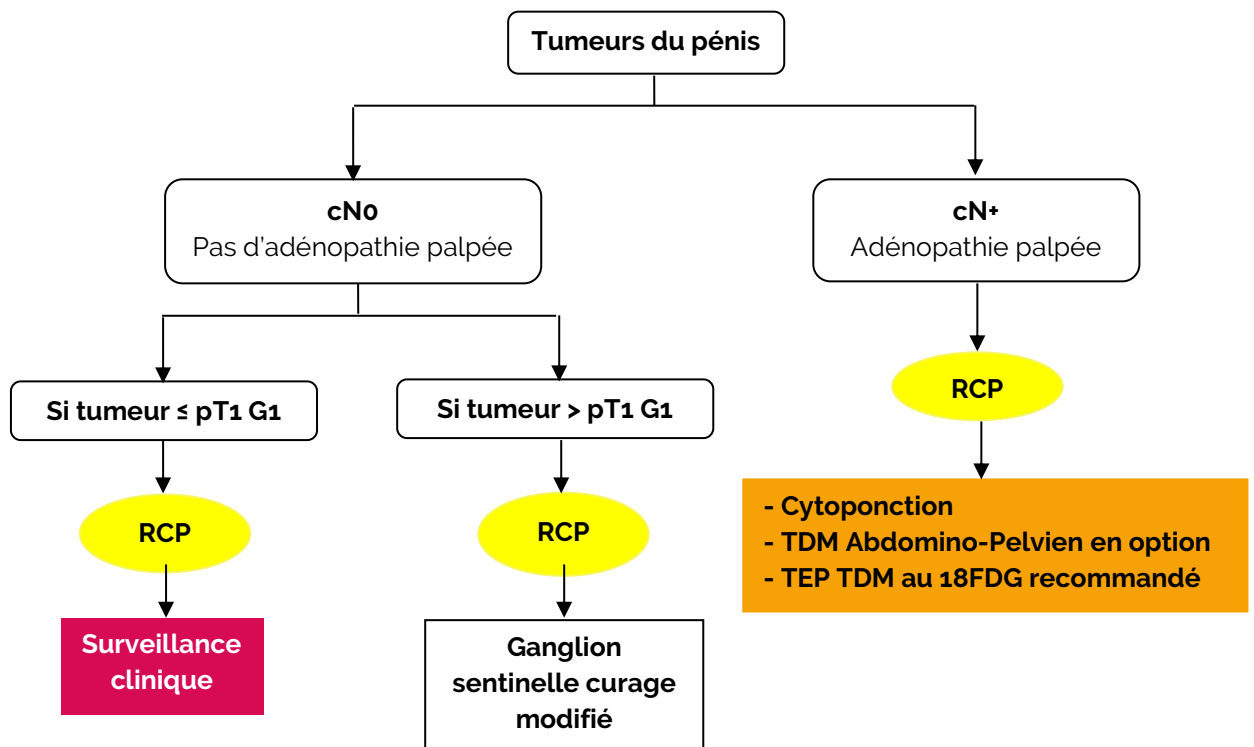 Tumeurs du pénis
cN0
Pas d'adénopathie palpée
cN+
Adénopathie palpée
Si tumeur ≤ pT1 G1
Si tumeur > pT1 G1
RCP
RCP
RCP
Surveillance
clinique
Ganglion
sentinelle curage
modifié
- Cytoponction
- TDM Abdomino-Pelvien en option
- TEP TDM au 18FDG recommandé